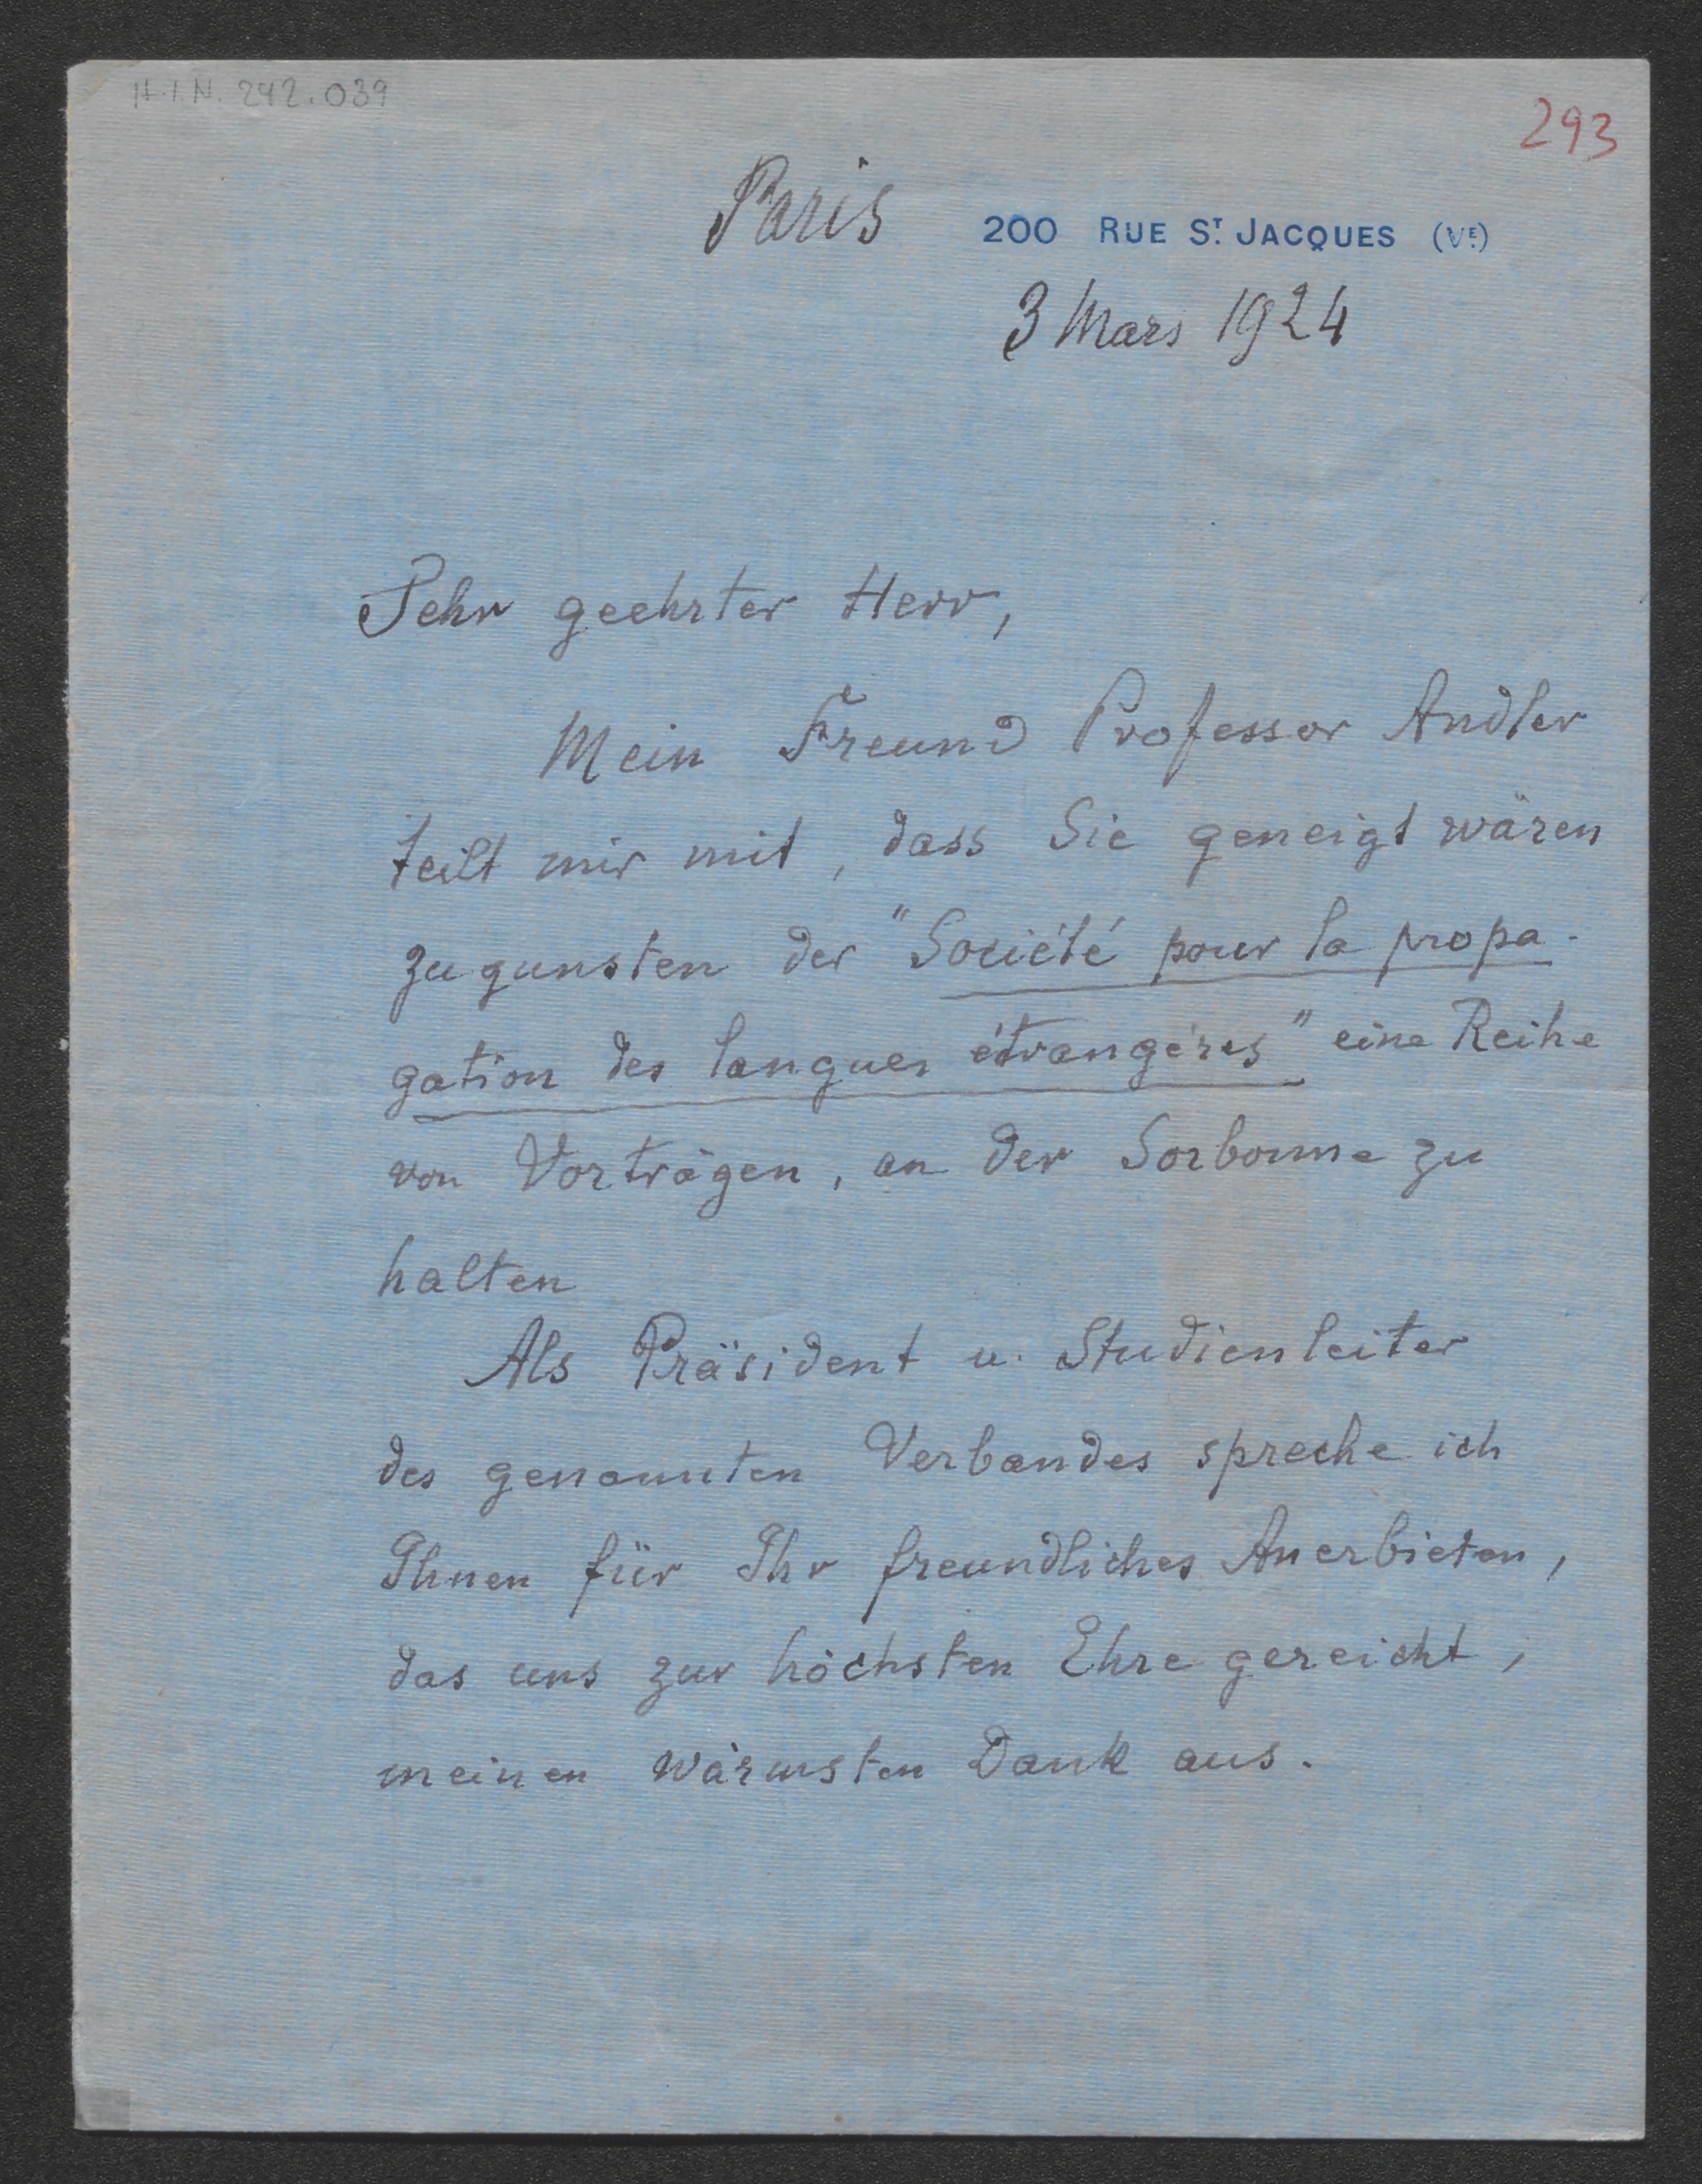 H.I.N. 242.039
293
Paris 200 RUE ST. JACQUES (VE)
3 Mars 1924
Sehr geehrter Herr,
Mein Freund Professor Andler
teilt mir mit, dass Sie geneigt wären
zugunsten der "Société pour la propa-
gation des langues étrangères" eine Reihe
von Vorträgen, an der Sorbonne zu
halten
Als Präsident u. Studienleiter
des genannten Verbandes spreche ich
Ihnen für Ihr freundliches Anerbieten,
das uns zur höchsten Ehre gereicht,
meinen wärmsten Dank aus.